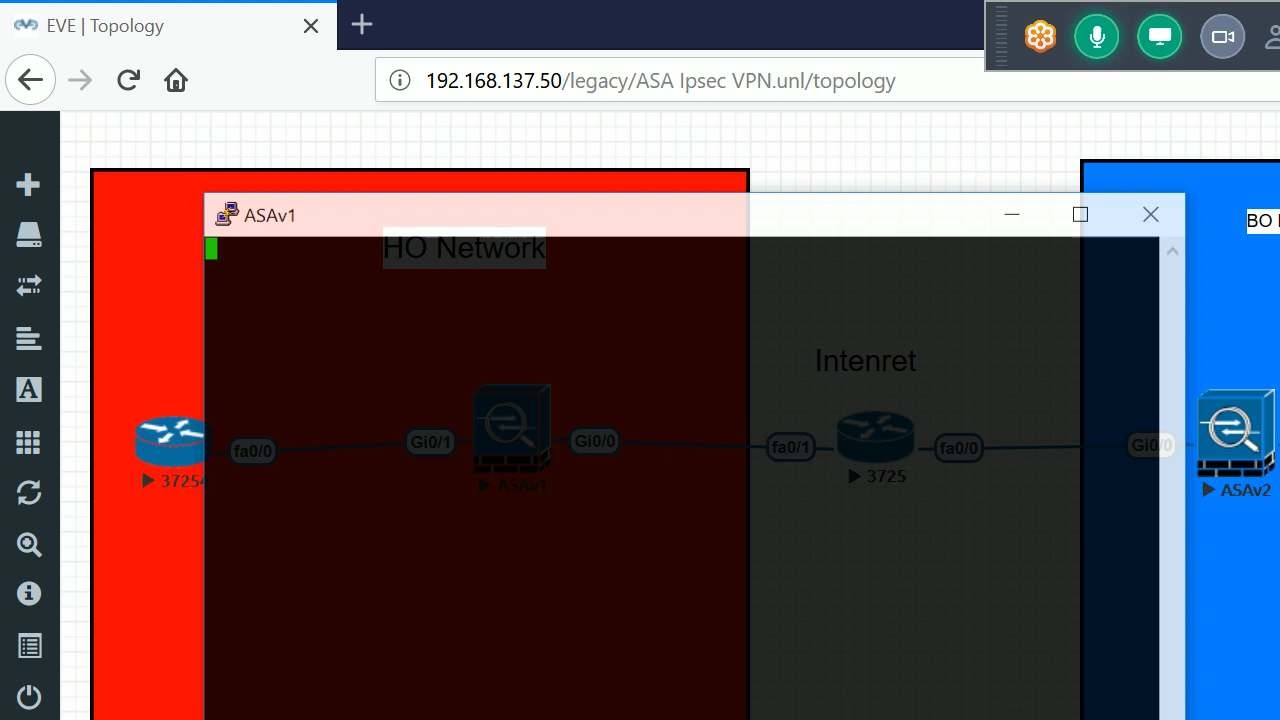 EVE | Topology
192.168.137.50/legacy/ASA Ipsec VPN.unl/topology
ASAv1
HO Network
BO
Intenret
fa0/0
Gi0/1
Gi0/0
fa0/1
fa0/0
Gi0/0
3725
ASAv1
3725
ASAv2